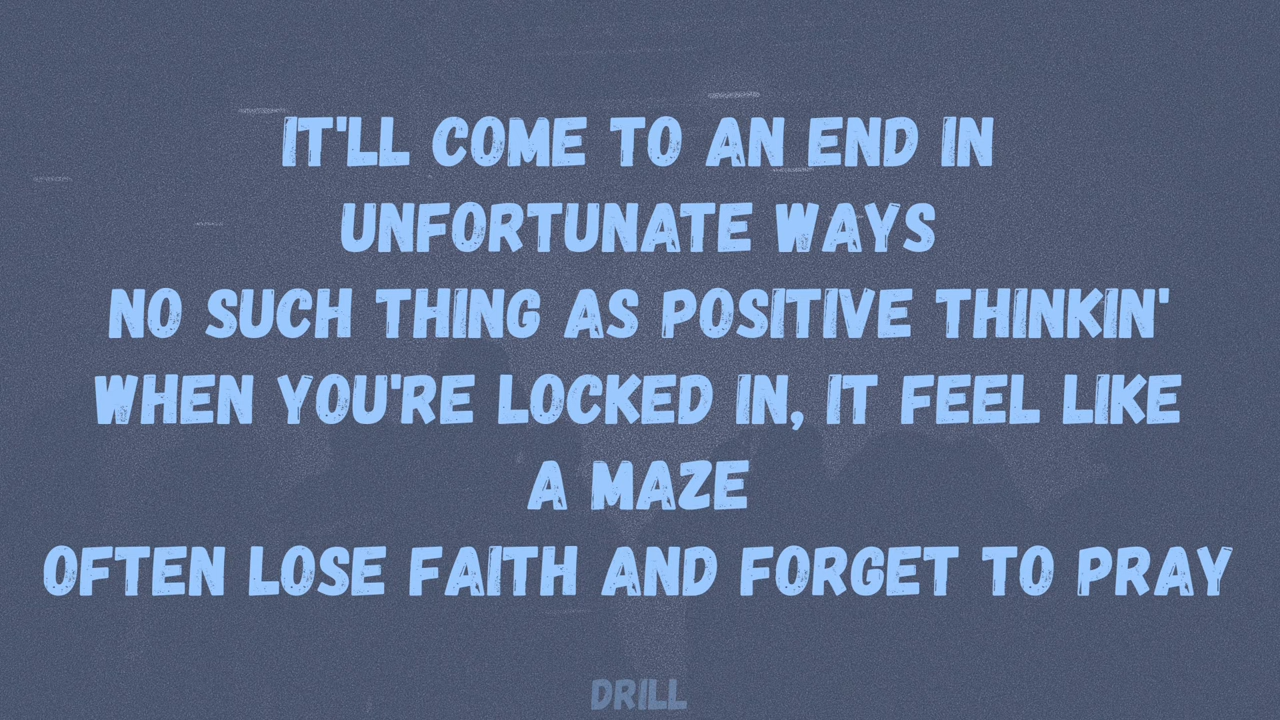 IT'LL COME TO AN END IN
UNFORTUNATE WAYS
NO SUCH THING AS POSITIVE THINKIN'
WHEN YOU'RE LOCKED IN, IT FEEL LIKE
A MAZE
OFTEN LOSE FAITH AND FORGET TO PRAY
DRILL